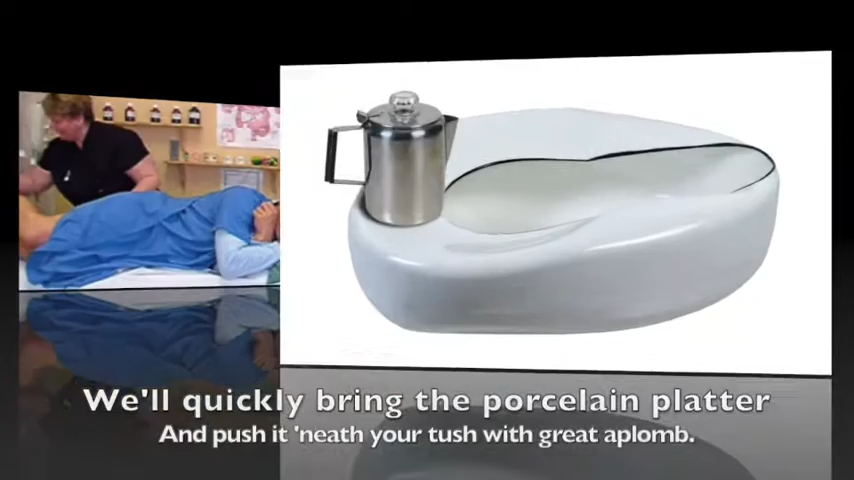 We'll quickly bring the porcelain platter
And push it 'neath your tush with great aplomb.